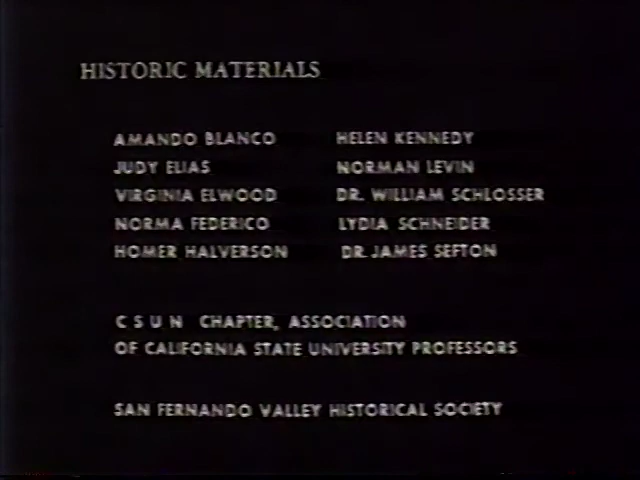 HISTORIC MATERIALS
AMANDO BLANCO HELEN KENNEDY
JUDY ELIAS NORMAN LEVIN
VIRGINIA ELWOOD DR. WILLIAM SCHLOSSER
NORMA FEDERICO LYDIA SCHNEIDER
HOMER HALVERSON DR. JAMES SEFTON
C S U N CHAPTER, ASSOCIATION
OF CALIFORNIA STATE UNIVERSITY PROFESSORS
SAN FERNANDO VALLEY HISTORICAL SOCIETY